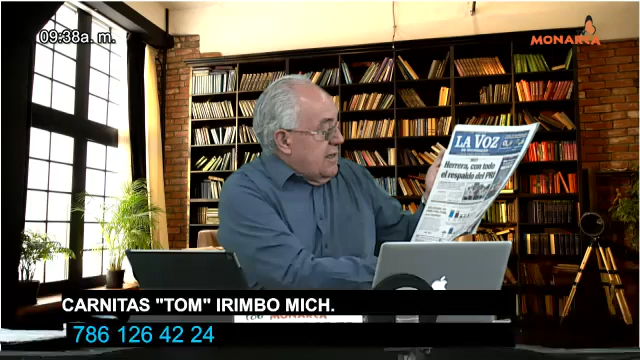 09:38a. m.
MONARCA
LA VOZ
Herrera, con todo
el respaldo del PRI
CARNITAS "TOM" IRIMBO MICH.
MONARCA
786 126 42 24